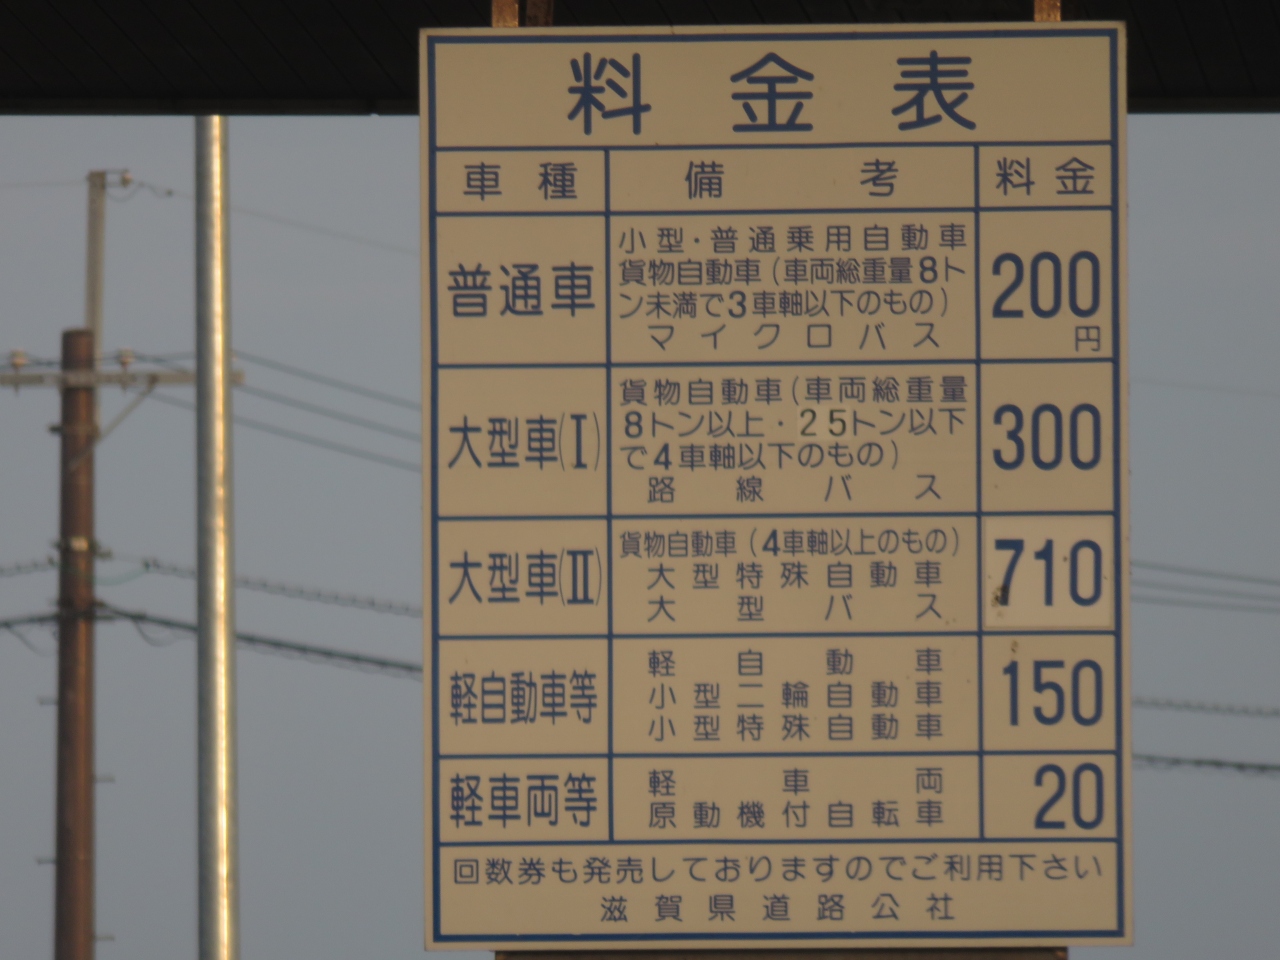 料金表
車種 備考 料金
普通車
小型・普通乗用自動車
貨物自動車(車両総重量8ト
ン未満で3車軸以下のもの)
マイクロバス
200
円
大型車(Ⅰ)
貨物自動車(車両総重量
8トン以上・25トン以下
で4車軸以下のもの)
路線バス
300
大型車(Ⅱ)
貨物自動車(4車軸以上のもの)
大型特殊自動車
大型バス
710
軽自動車等
軽自動車
小型二輪自動車
小型特殊自動車
150
軽車両等
軽車両
原動機付自転車
20
回数券も発売しておりますのでご利用下さい
滋賀県道路公社